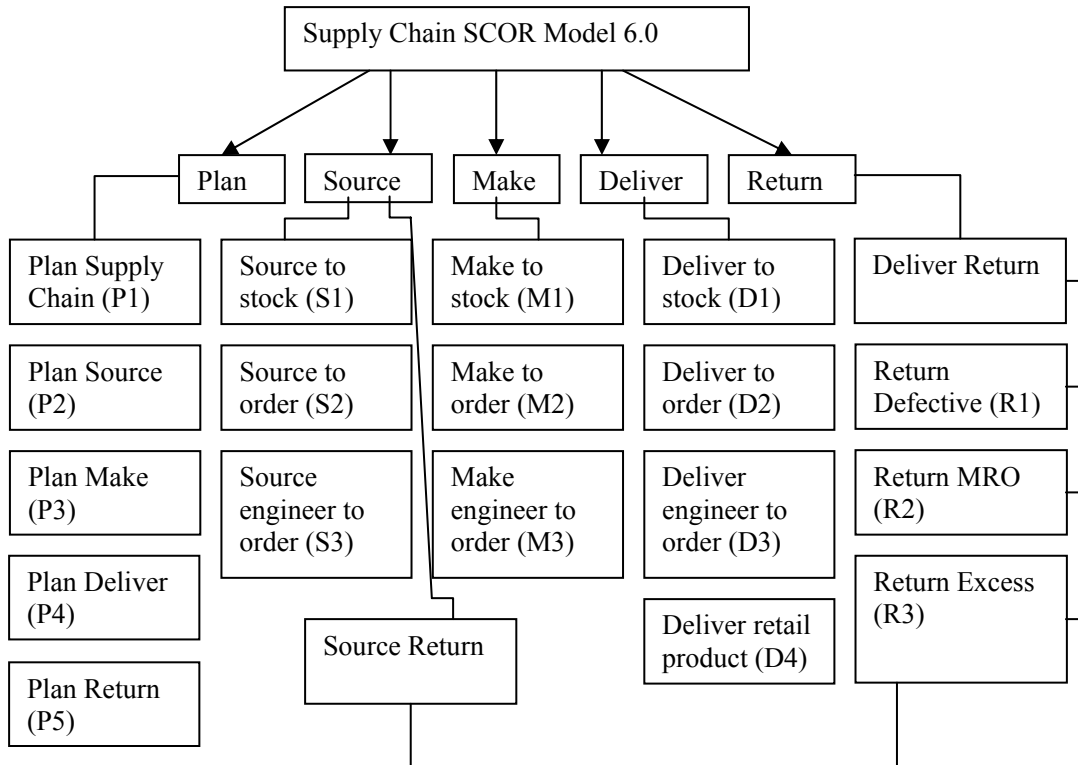 Supply Chain SCOR Model 6.0
Plan
Source
Make
Deliver
Return
Plan Supply
Chain (P1)
Plan Source
(P2)
Plan Make
(P3)
Plan Deliver
(P4)
Plan Return
(P5)
Source to
stock (S1)
Source to
order (S2)
Source
engineer to
order (S3)
Source Return
Make to
stock (M1)
Make to
order (M2)
Make
engineer to
order (M3)
Deliver to
stock (D1)
Deliver to
order (D2)
Deliver
engineer to
order (D3)
Deliver retail
product (D4)
Deliver Return
Return
Defective (R1)
Return MRO
(R2)
Return Excess
(R3)